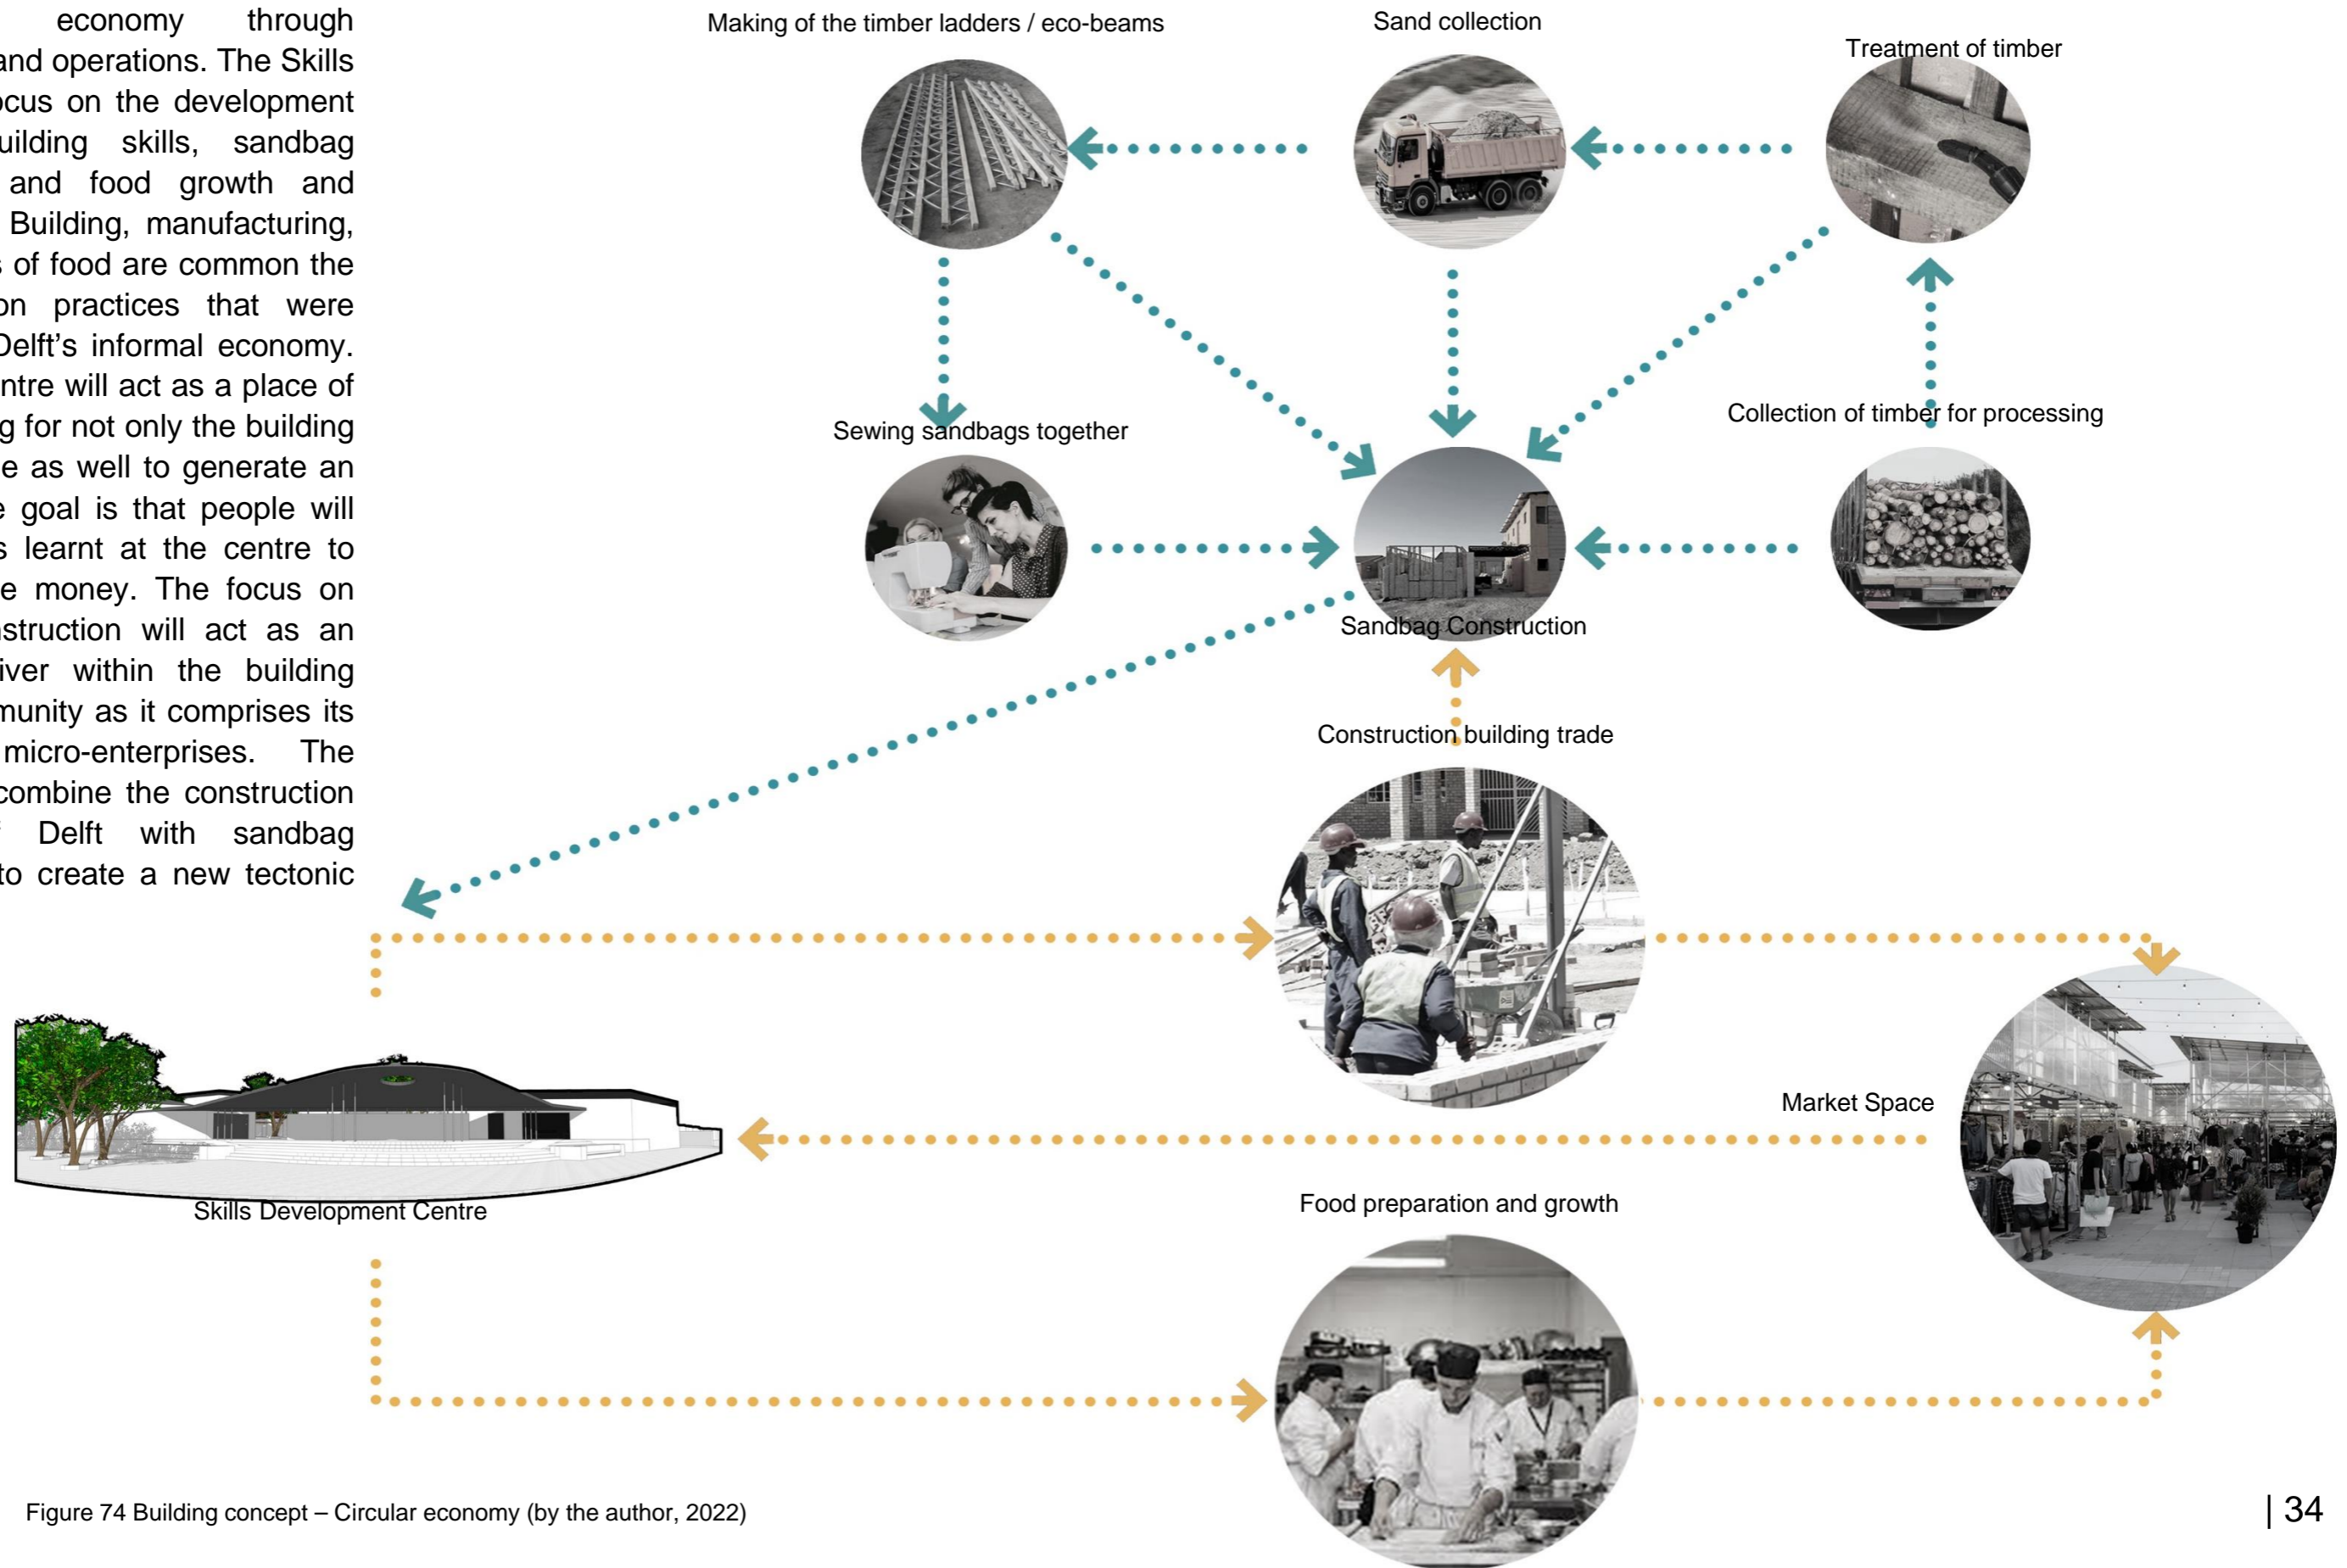 economy through
and operations. The Skills
ocus on the development
uilding skills, sandbag
and food growth and
Building, manufacturing,
s of food are common the
on practices that were
Delft’s informal economy.
ntre will act as a place of
g for not only the building
e as well to generate an
e goal is that people will
s learnt at the centre to
e money. The focus on
nstruction will act as an
iver within the building
munity as it comprises its
micro-enterprises. The
combine the construction
Delft with sandbag
to create a new tectonic
Making of the timber ladders / eco-beams
Sand collection
Treatment of timber
Sewing sandbags together
Collection of timber for processing
Sandbag Construction
Construction building trade
Market Space
Skills Development Centre
Food preparation and growth
Figure 74 Building concept – Circular economy (by the author, 2022)
| 34